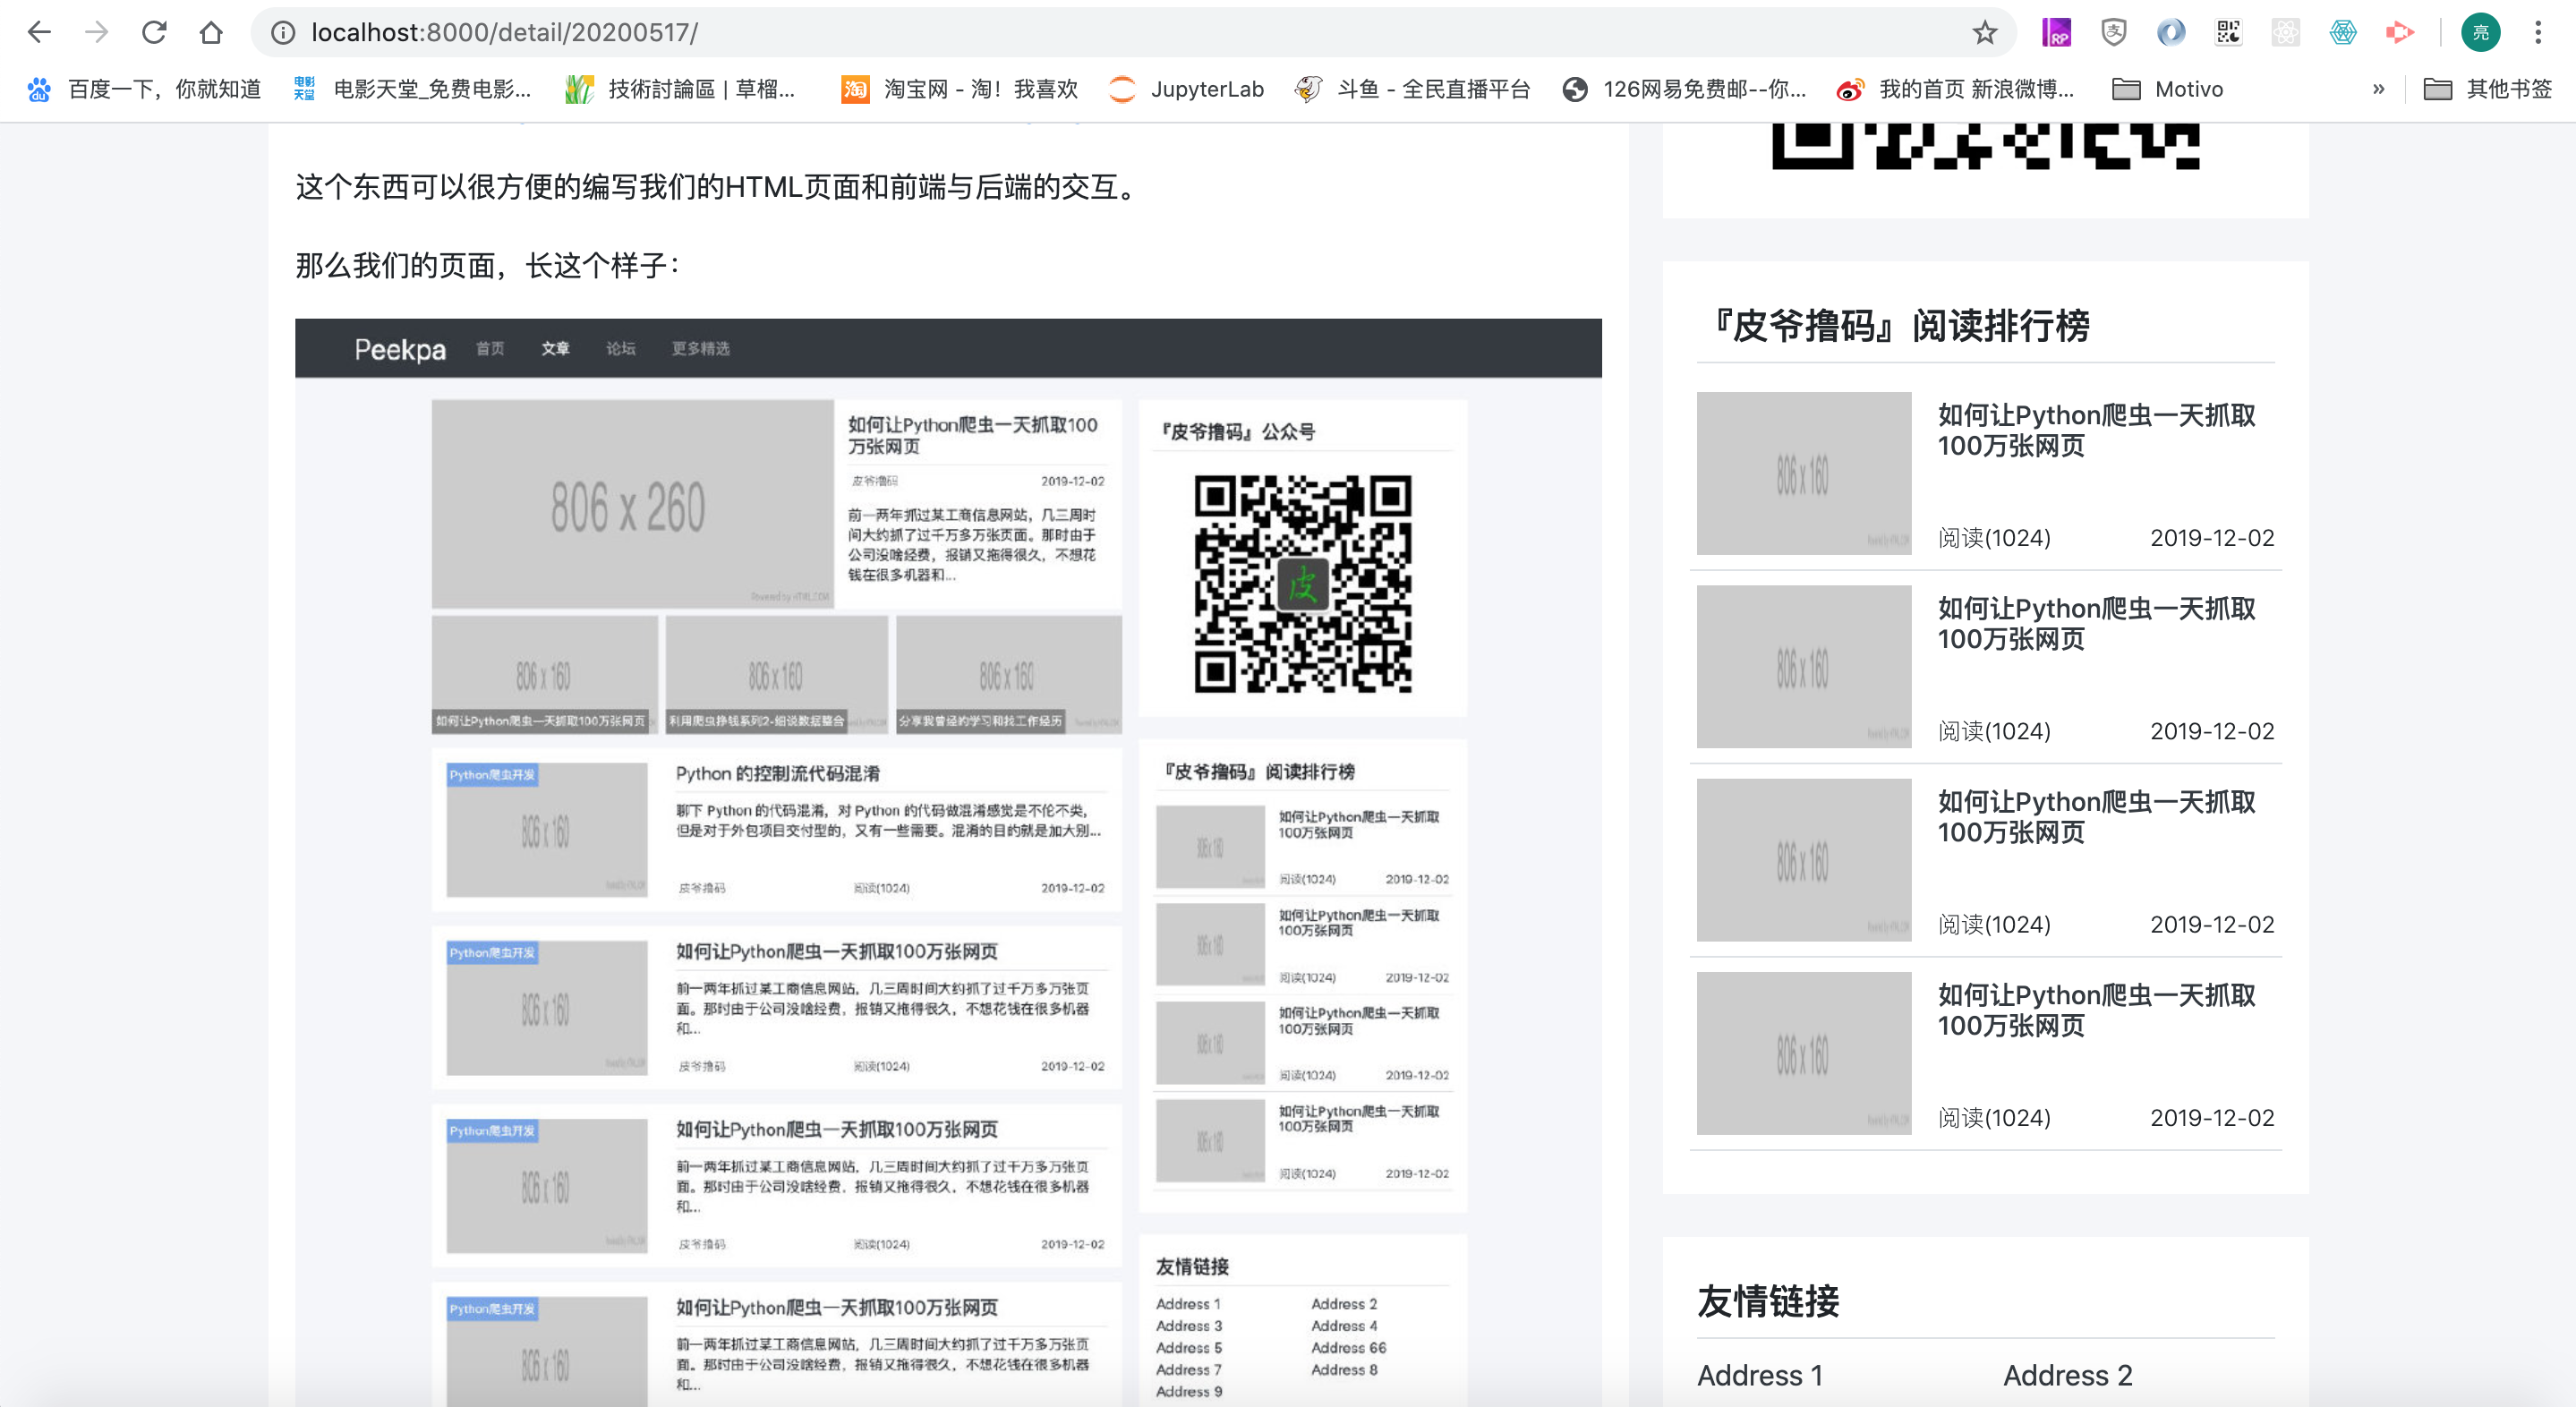 localhost:8000/detail/20200517/
亮
百度一下，你就知道
电影天堂
电影天堂_免费电影...
技術討論區 | 草榴...
淘
淘宝网 - 淘！我喜欢
JupyterLab
斗鱼 - 全民直播平台
126网易免费邮--你...
我的首页 新浪微博...
Motivo
»
其他书签
这个东西可以很方便的编写我们的HTML页面和前端与后端的交互。
那么我们的页面，长这个样子：
Peekpa
首页
文章
论坛
更多精选
806 x 260
Powered by HTML.COM
如何让Python爬虫一天抓取100
万张网页
皮爷撸码
2019-12-02
前一两年抓过某工商信息网站，几三周时
间大约抓了过千万多万张页面。那时由于
公司没啥经费，报销又拖得很久，不想花
钱在很多机器和...
806 x 160
如何让Python爬虫一天抓取100万张网页
806 x 160
利用爬虫挣钱系列2-细说数据整合
806 x 160
分享我曾经的学习和找工作经历
Python爬虫开发
806 x 160
Python 的控制流代码混淆
聊下 Python 的代码混淆，对 Python 的代码做混淆感觉是不伦不类，
但是对于外包项目交付型的，又有一些需要。混淆的目的就是加大别...
皮爷撸码
阅读(1024)
2019-12-02
Python爬虫开发
806 x 160
如何让Python爬虫一天抓取100万张网页
前一两年抓过某工商信息网站，几三周时间大约抓了过千万多万张页
面。那时由于公司没啥经费，报销又拖得很久，不想花钱在很多机器
和...
皮爷撸码
阅读(1024)
2019-12-02
Python爬虫开发
806 x 160
如何让Python爬虫一天抓取100万张网页
前一两年抓过某工商信息网站，几三周时间大约抓了过千万多万张页
面。那时由于公司没啥经费，报销又拖得很久，不想花钱在很多机器
和...
皮爷撸码
阅读(1024)
2019-12-02
Python爬虫开发
806 x 160
如何让Python爬虫一天抓取100万张网页
前一两年抓过某工商信息网站，几三周时间大约抓了过千万多万张页
面。那时由于公司没啥经费，报销又拖得很久，不想花钱在很多机器
和...
『皮爷撸码』公众号
皮
『皮爷撸码』阅读排行榜
806 x 160
如何让Python爬虫一天抓取
100万张网页
阅读(1024)
2019-12-02
806 x 160
如何让Python爬虫一天抓取
100万张网页
阅读(1024)
2019-12-02
806 x 160
如何让Python爬虫一天抓取
100万张网页
阅读(1024)
2019-12-02
806 x 160
如何让Python爬虫一天抓取
100万张网页
阅读(1024)
2019-12-02
友情链接
Address 1
Address 2
Address 3
Address 4
Address 5
Address 66
Address 7
Address 8
Address 9
『皮爷撸码』阅读排行榜
806 x 160
如何让Python爬虫一天抓取
100万张网页
阅读(1024)
2019-12-02
806 x 160
如何让Python爬虫一天抓取
100万张网页
阅读(1024)
2019-12-02
806 x 160
如何让Python爬虫一天抓取
100万张网页
阅读(1024)
2019-12-02
806 x 160
如何让Python爬虫一天抓取
100万张网页
阅读(1024)
2019-12-02
友情链接
Address 1
Address 2